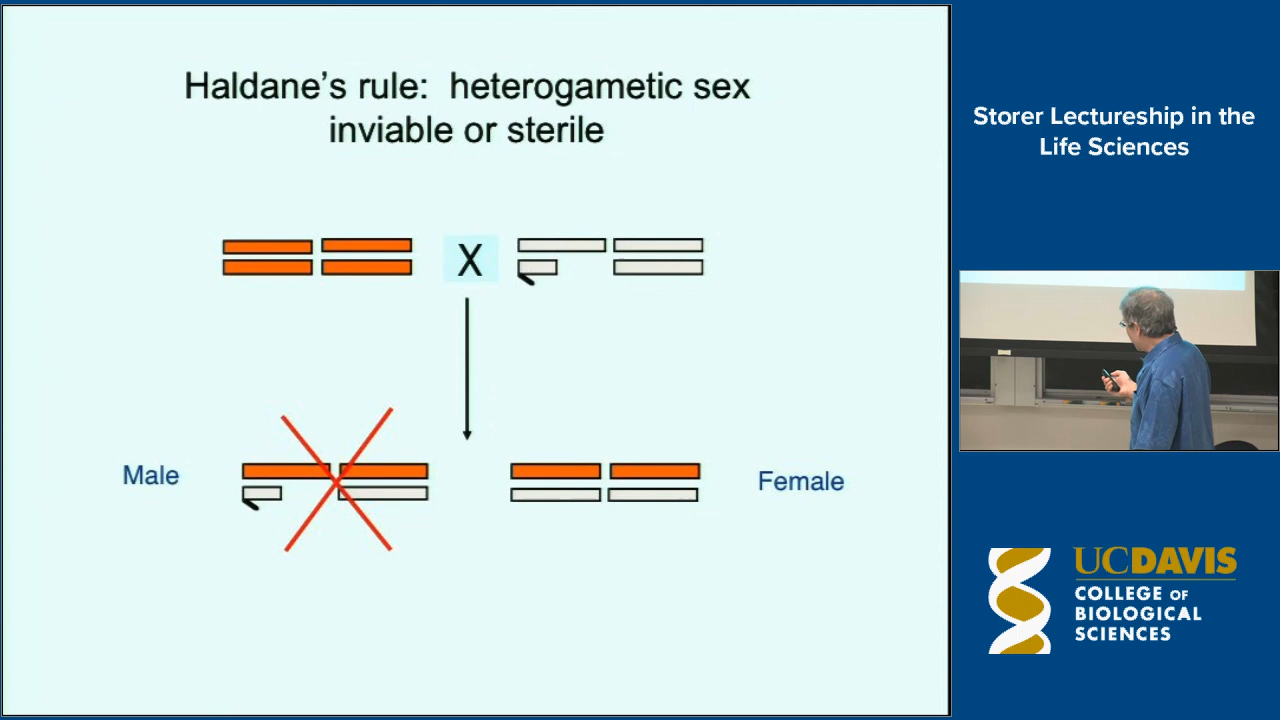 Haldane's rule: heterogametic sex
inviable or sterile
X
Male
Female
Storer Lectureship in the
Life Sciences
UCDAVIS
COLLEGE OF
BIOLOGICAL
SCIENCES